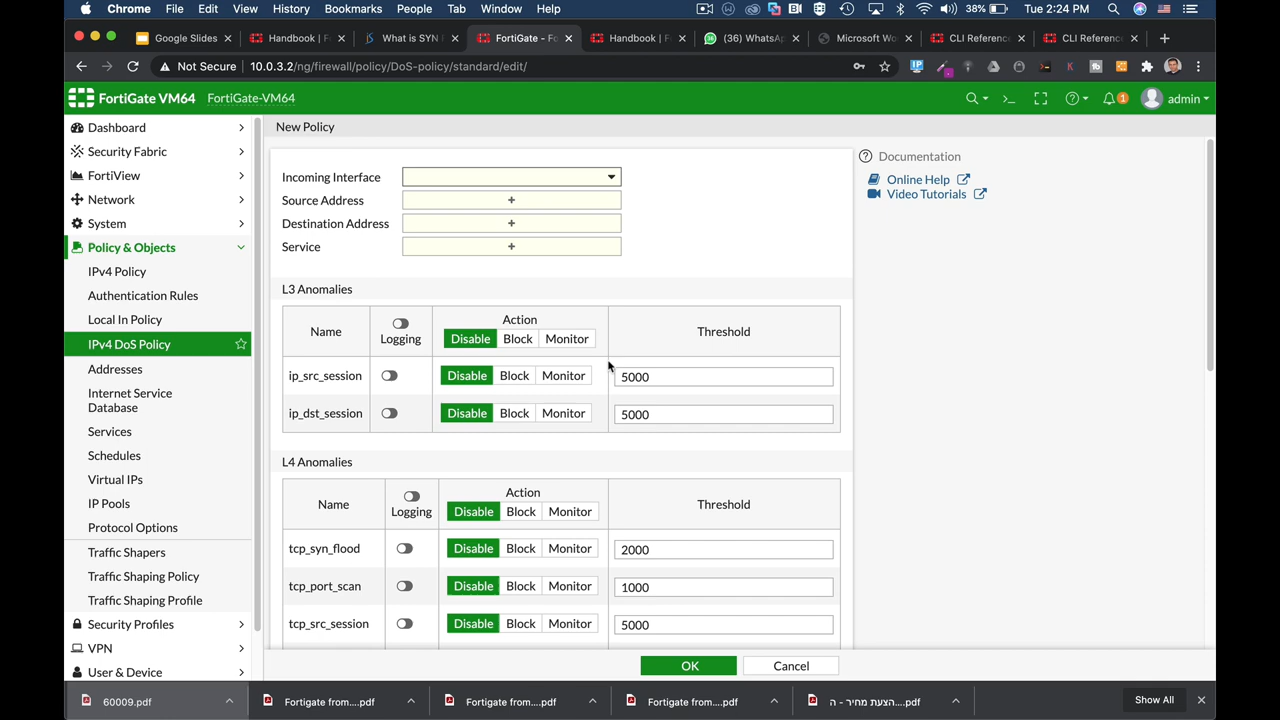 Chrome File Edit View History Bookmarks People Tab Window Help 38% Tue 2:24 PM
Google Slides Handbook | F What is SYN FortiGate - Fo Handbook | F (36) WhatsA Microsoft Wo CLI Referenc CLI Referenc
Not Secure 10.0.3.2/ng/firewall/policy/DoS-policy/standard/edit/
FortiGate VM64 FortiGate-VM64 1 admin
Dashboard
Security Fabric
FortiView
Network
System
Policy & Objects
IPv4 Policy
Authentication Rules
Local In Policy
IPv4 DoS Policy
Addresses
Internet Service
Database
Services
Schedules
Virtual IPs
IP Pools
Protocol Options
Traffic Shapers
Traffic Shaping Policy
Traffic Shaping Profile
Security Profiles
VPN
User & Device
New Policy
Incoming Interface
Source Address +
Destination Address +
Service +
L3 Anomalies
Name Logging Action Disable Block Monitor Threshold
ip_src_session Disable Block Monitor 5000
ip_dst_session Disable Block Monitor 5000
L4 Anomalies
Name Logging Action Disable Block Monitor Threshold
tcp_syn_flood Disable Block Monitor 2000
tcp_port_scan Disable Block Monitor 1000
tcp_src_session Disable Block Monitor 5000
OK Cancel
Documentation
Online Help
Video Tutorials
60009.pdf Fortigate from....pdf Fortigate from....pdf Fortigate from....pdf הצעת מחיר - ה....pdf Show All